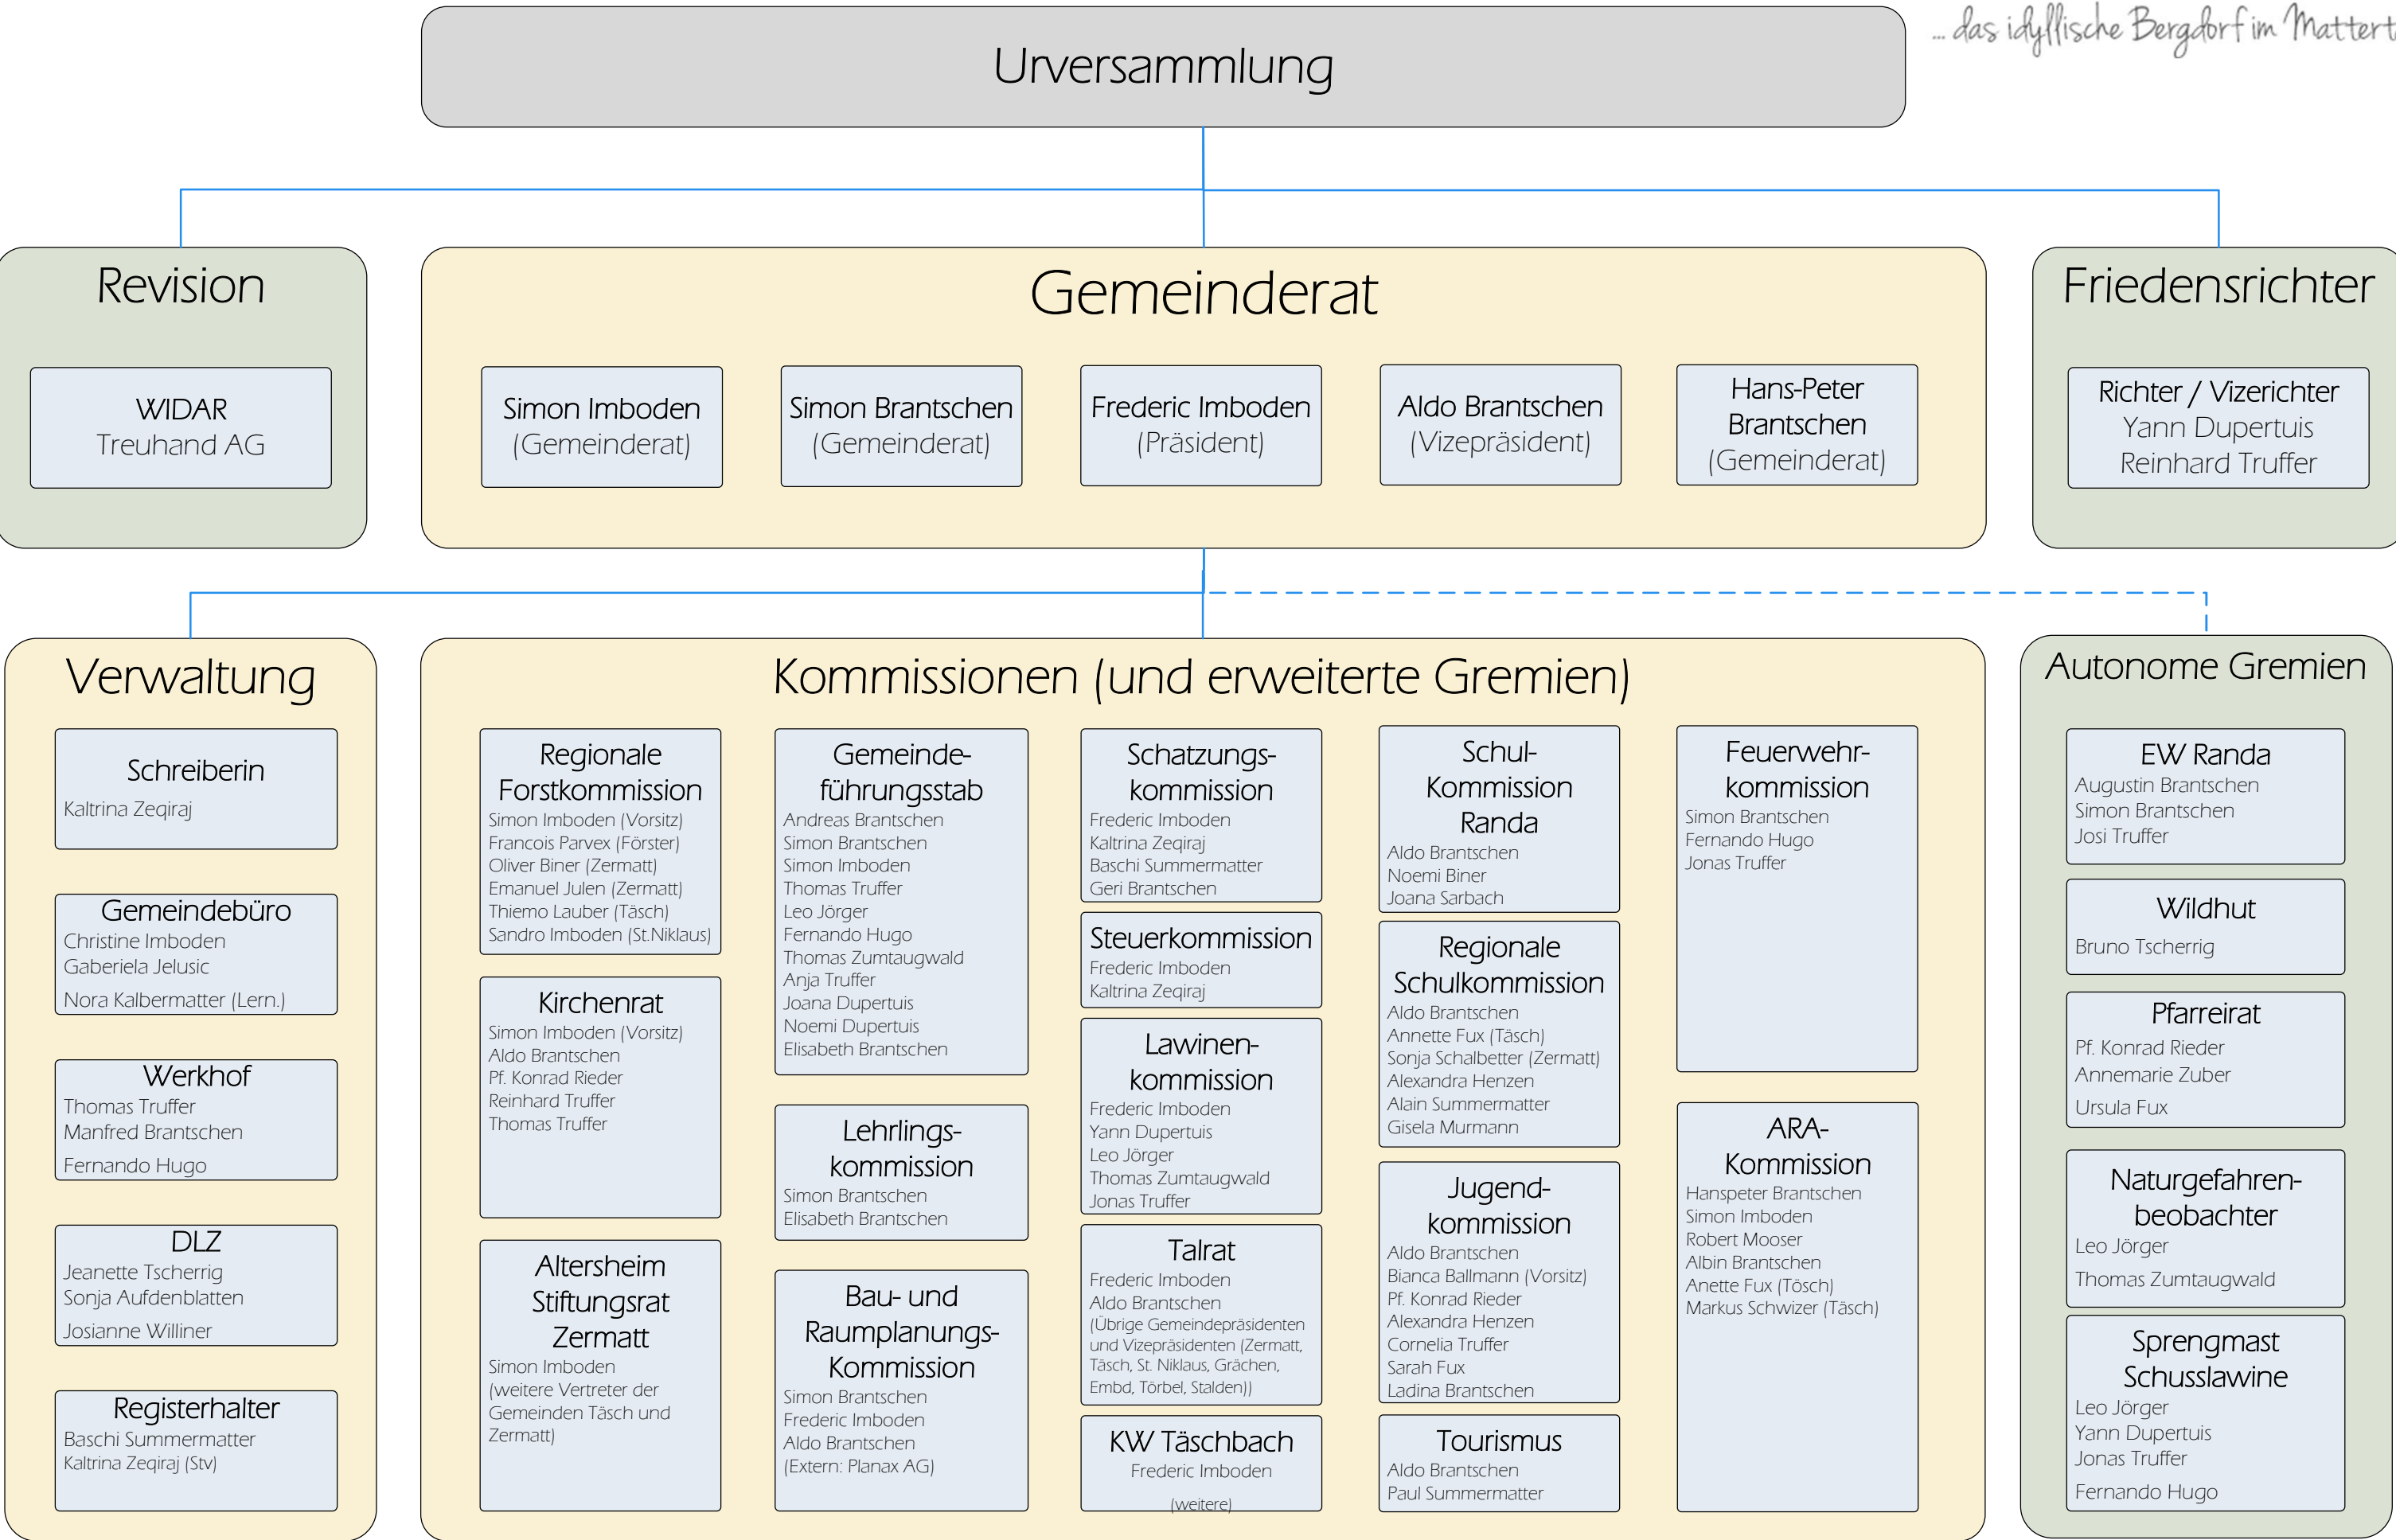 ... das idyllische Bergdorf im
Urversammlung
Revision
WIDAR
Treuhand AG
Gemeinderat
Simon Imboden
(Gemeinderat)
Simon Brantschen
(Gemeinderat)
Frederic Imboden
(Präsident)
Aldo Brantschen
(Vizepräsident)
Hans-Peter
Brantschen
(Gemeinderat)
Friedensrichter
Richter / Vizerichter
Yann Dupertuis
Reinhard Truffer
Verwaltung
Schreiberin
Kaltrina Zeqiraj
Gemeindebüro
Christine Imboden
Gaberiela Jelusic
Nora Kalbermatter (Lern.)
Werkhof
Thomas Truffer
Manfred Brantschen
Fernando Hugo
DLZ
Jeanette Tscherrig
Sonja Aufdenblatten
Josianne Williner
Registerhalter
Baschi Summermatter
Kaltrina Zeqiraj (Stv)
Kommissionen (und erweiterte Gremien)
Regionale
Forstkommission
Simon Imboden (Vorsitz)
Francois Parvex (Förster)
Oliver Biner (Zermatt)
Emanuel Julen (Zermatt)
Thiemo Lauber (Täsch)
Sandro Imboden (St.Niklaus)
Kirchenrat
Simon Imboden (Vorsitz)
Aldo Brantschen
Pf. Konrad Rieder
Reinhard Truffer
Thomas Truffer
Altersheim
Stiftungsrat
Zermatt
Simon Imboden
(weitere Vertreter der
Gemeinden Täsch und
Zermatt)
Gemeinde-
führungsstab
Andreas Brantschen
Simon Brantschen
Simon Imboden
Thomas Truffer
Leo Jörger
Fernando Hugo
Thomas Zumtaugwald
Anja Truffer
Joana Dupertuis
Noemi Dupertuis
Elisabeth Brantschen
Lehrlings-
kommission
Simon Brantschen
Elisabeth Brantschen
Bau- und
Raumplanungs-
Kommission
Simon Brantschen
Frederic Imboden
Aldo Brantschen
(Extern: Planax AG)
Schatzungs-
kommission
Frederic Imboden
Kaltrina Zeqiraj
Baschi Summermatter
Geri Brantschen
Steuerkommission
Frederic Imboden
Kaltrina Zeqiraj
Lawinen-
kommission
Frederic Imboden
Yann Dupertuis
Leo Jörger
Thomas Zumtaugwald
Jonas Truffer
Talrat
Frederic Imboden
Aldo Brantschen
(Übrige Gemeindepräsidenten
und Vizepräsidenten (Zermatt,
Täsch, St. Niklaus, Grächen,
Embd, Törbel, Stalden))
KW Täschbach
Frederic Imboden
(weitere)
Schul-
Kommission
Randa
Aldo Brantschen
Noemi Biner
Joana Sarbach
Regionale
Schulkommission
Aldo Brantschen
Annette Fux (Täsch)
Sonja Schalbetter (Zermatt)
Alexandra Henzen
Alain Summermatter
Gisela Murmann
Jugend-
kommission
Aldo Brantschen
Bianca Ballmann (Vorsitz)
Pf. Konrad Rieder
Alexandra Henzen
Cornelia Truffer
Sarah Fux
Ladina Brantschen
Tourismus
Aldo Brantschen
Paul Summermatter
Feuerwehr-
kommission
Simon Brantschen
Fernando Hugo
Jonas Truffer
ARA-
Kommission
Hanspeter Brantschen
Simon Imboden
Robert Mooser
Albin Brantschen
Anette Fux (Tösch)
Markus Schwizer (Täsch)
Autonome Gremien
EW Randa
Augustin Brantschen
Simon Brantschen
Josi Truffer
Wildhut
Bruno Tscherrig
Pfarreirat
Pf. Konrad Rieder
Annemarie Zuber
Ursula Fux
Naturgefahren-
beobachter
Leo Jörger
Thomas Zumtaugwald
Sprengmast
Schusslawine
Leo Jörger
Yann Dupertuis
Jonas Truffer
Fernando Hugo